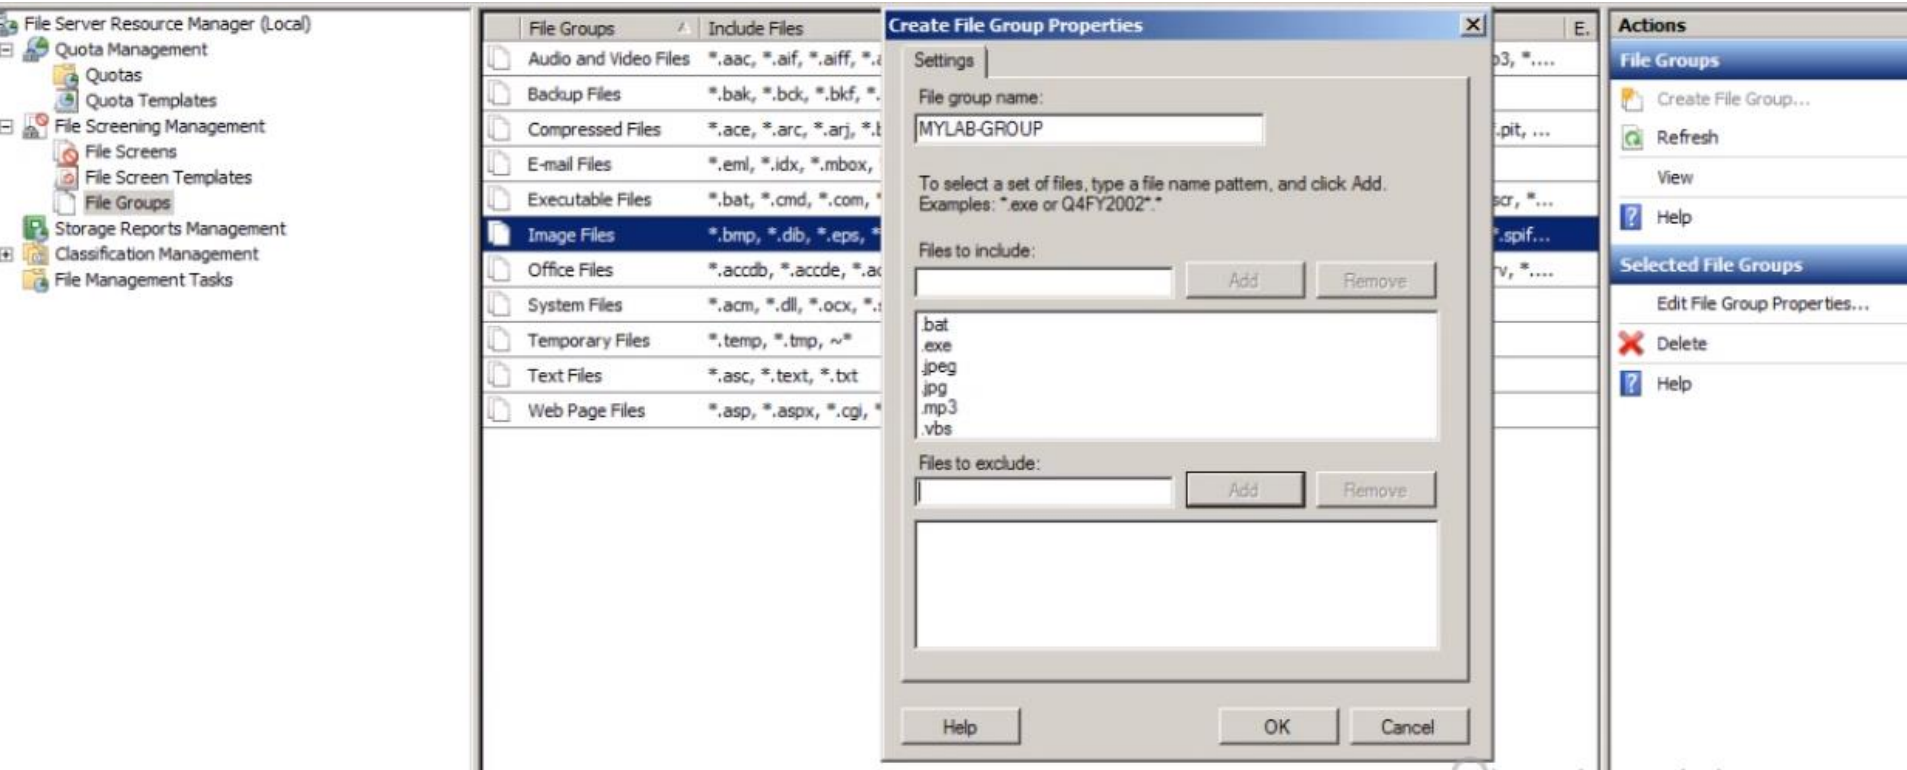 File Server Resource Manager (Local)
Quota Management
Quotas
Quota Templates
File Screening Management
File Screens
File Screen Templates
File Groups
Storage Reports Management
Classification Management
File Management Tasks
File Groups Include Files
Audio and Video Files *.aac, *.aif, *.aiff, *.a
Backup Files *.bak, *.bck, *.bkf, *.
Compressed Files *.ace, *.arc, *.arj, *.b
E-mail Files *.eml, *.idx, *.mbox,
Executable Files *.bat, *.cmd, *.com, *
Image Files *.bmp, *.dib, *.eps, *
Office Files *.accdb, *.accde, *.ac
System Files *.acm, *.dll, *.ocx, *.s
Temporary Files *.temp, *.tmp, ~*
Text Files *.asc, *.text, *.txt
Web Page Files *.asp, *.aspx, *.cgi, *
Create File Group Properties
Settings
File group name:
MYLAB-GROUP
To select a set of files, type a file name pattern, and click Add.
Examples: *.exe or Q4FY2002*.*
Files to include:
Add Remove
.bat
.exe
.jpeg
.jpg
.mp3
.vbs
Files to exclude:
Add Remove
Help OK Cancel
E.
p3, *....
.pit, ...
scr, *...
*.spif...
rv, *....
Actions
File Groups
Create File Group...
Refresh
View
Help
Selected File Groups
Edit File Group Properties...
Delete
Help